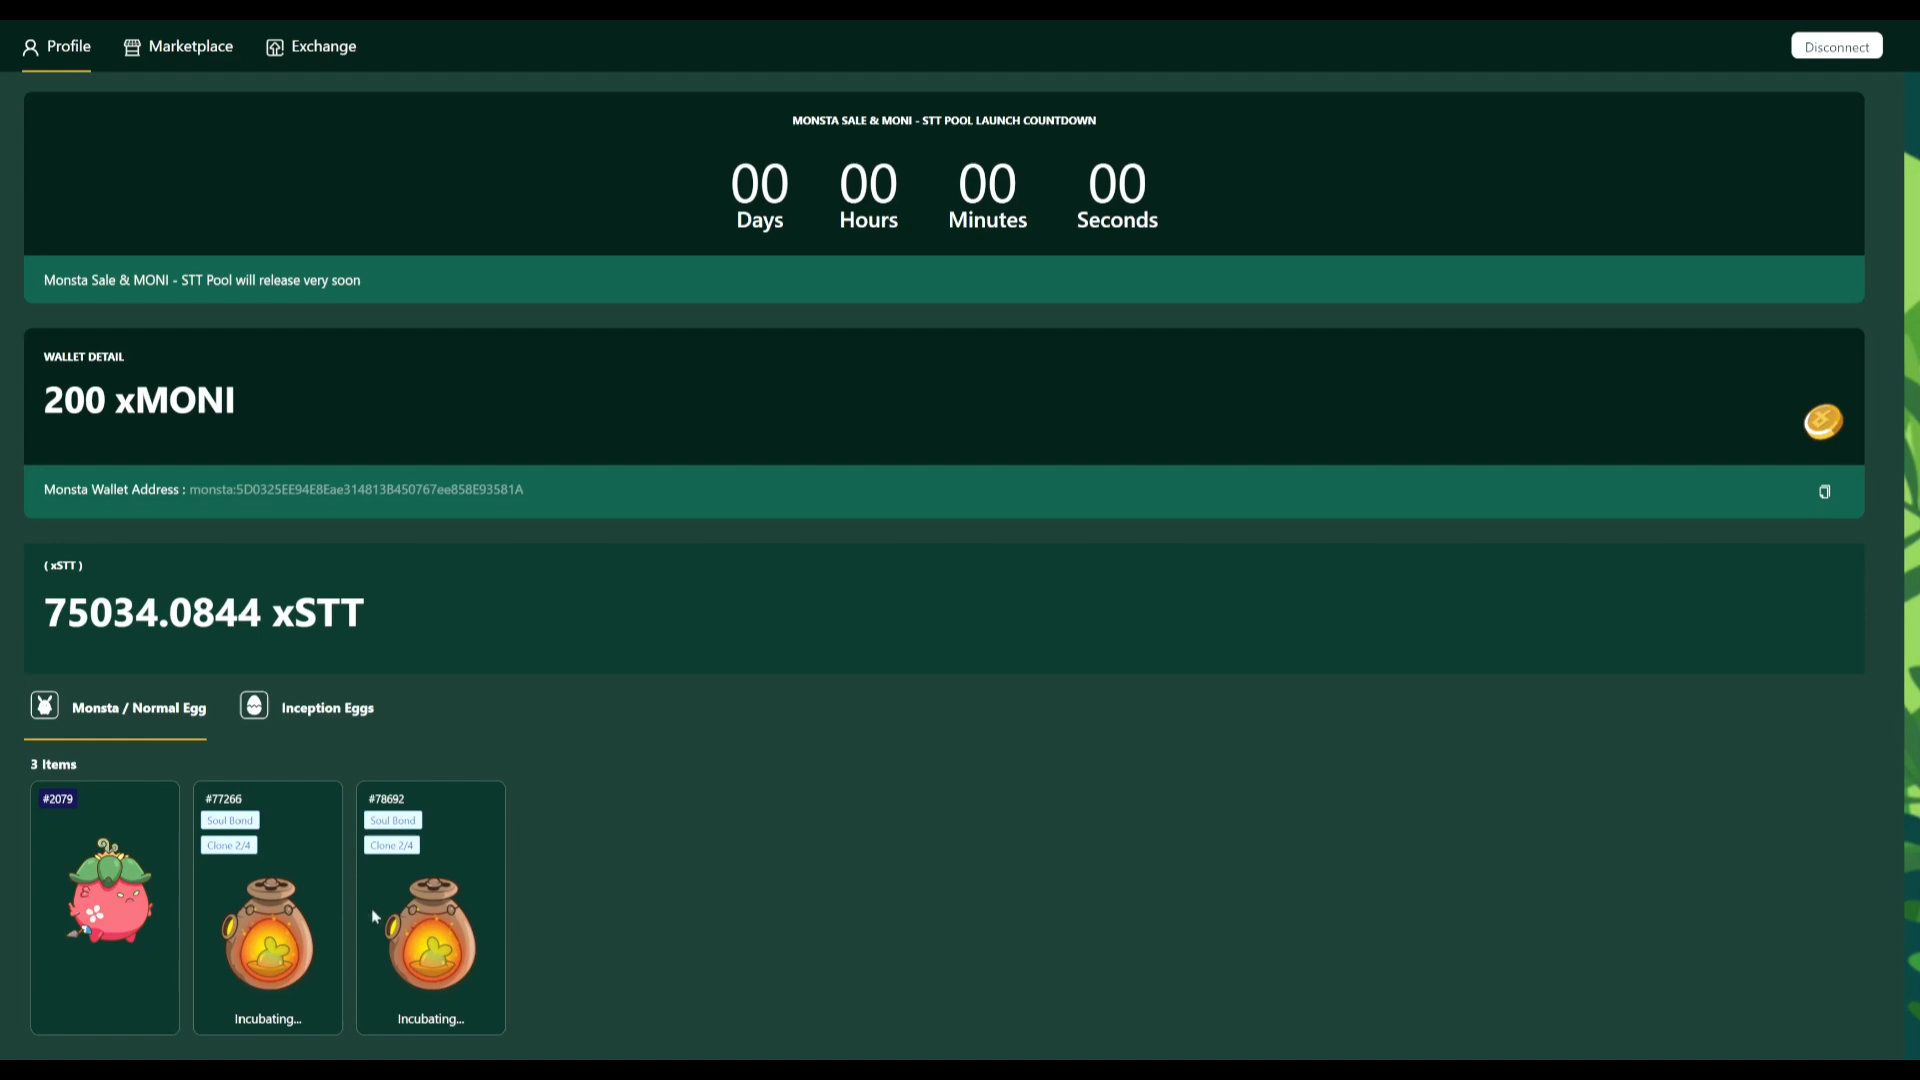 Profile
Marketplace
Exchange
Disconnect
MONSTA SALE & MONI - STT POOL LAUNCH COUNTDOWN
00 00 00 00
Days Hours Minutes Seconds
Monsta Sale & MONI - STT Pool will release very soon
WALLET DETAIL
200 xMONI
Monsta Wallet Address : monsta:5D0325EE94E8Eae314813B450767ee858E93581A
( xSTT )
75034.0844 xSTT
Monsta / Normal Egg
Inception Eggs
3 Items
#2079
#77266
Soul Bond
Clone 2/4
Incubating...
#78692
Soul Bond
Clone 2/4
Incubating...